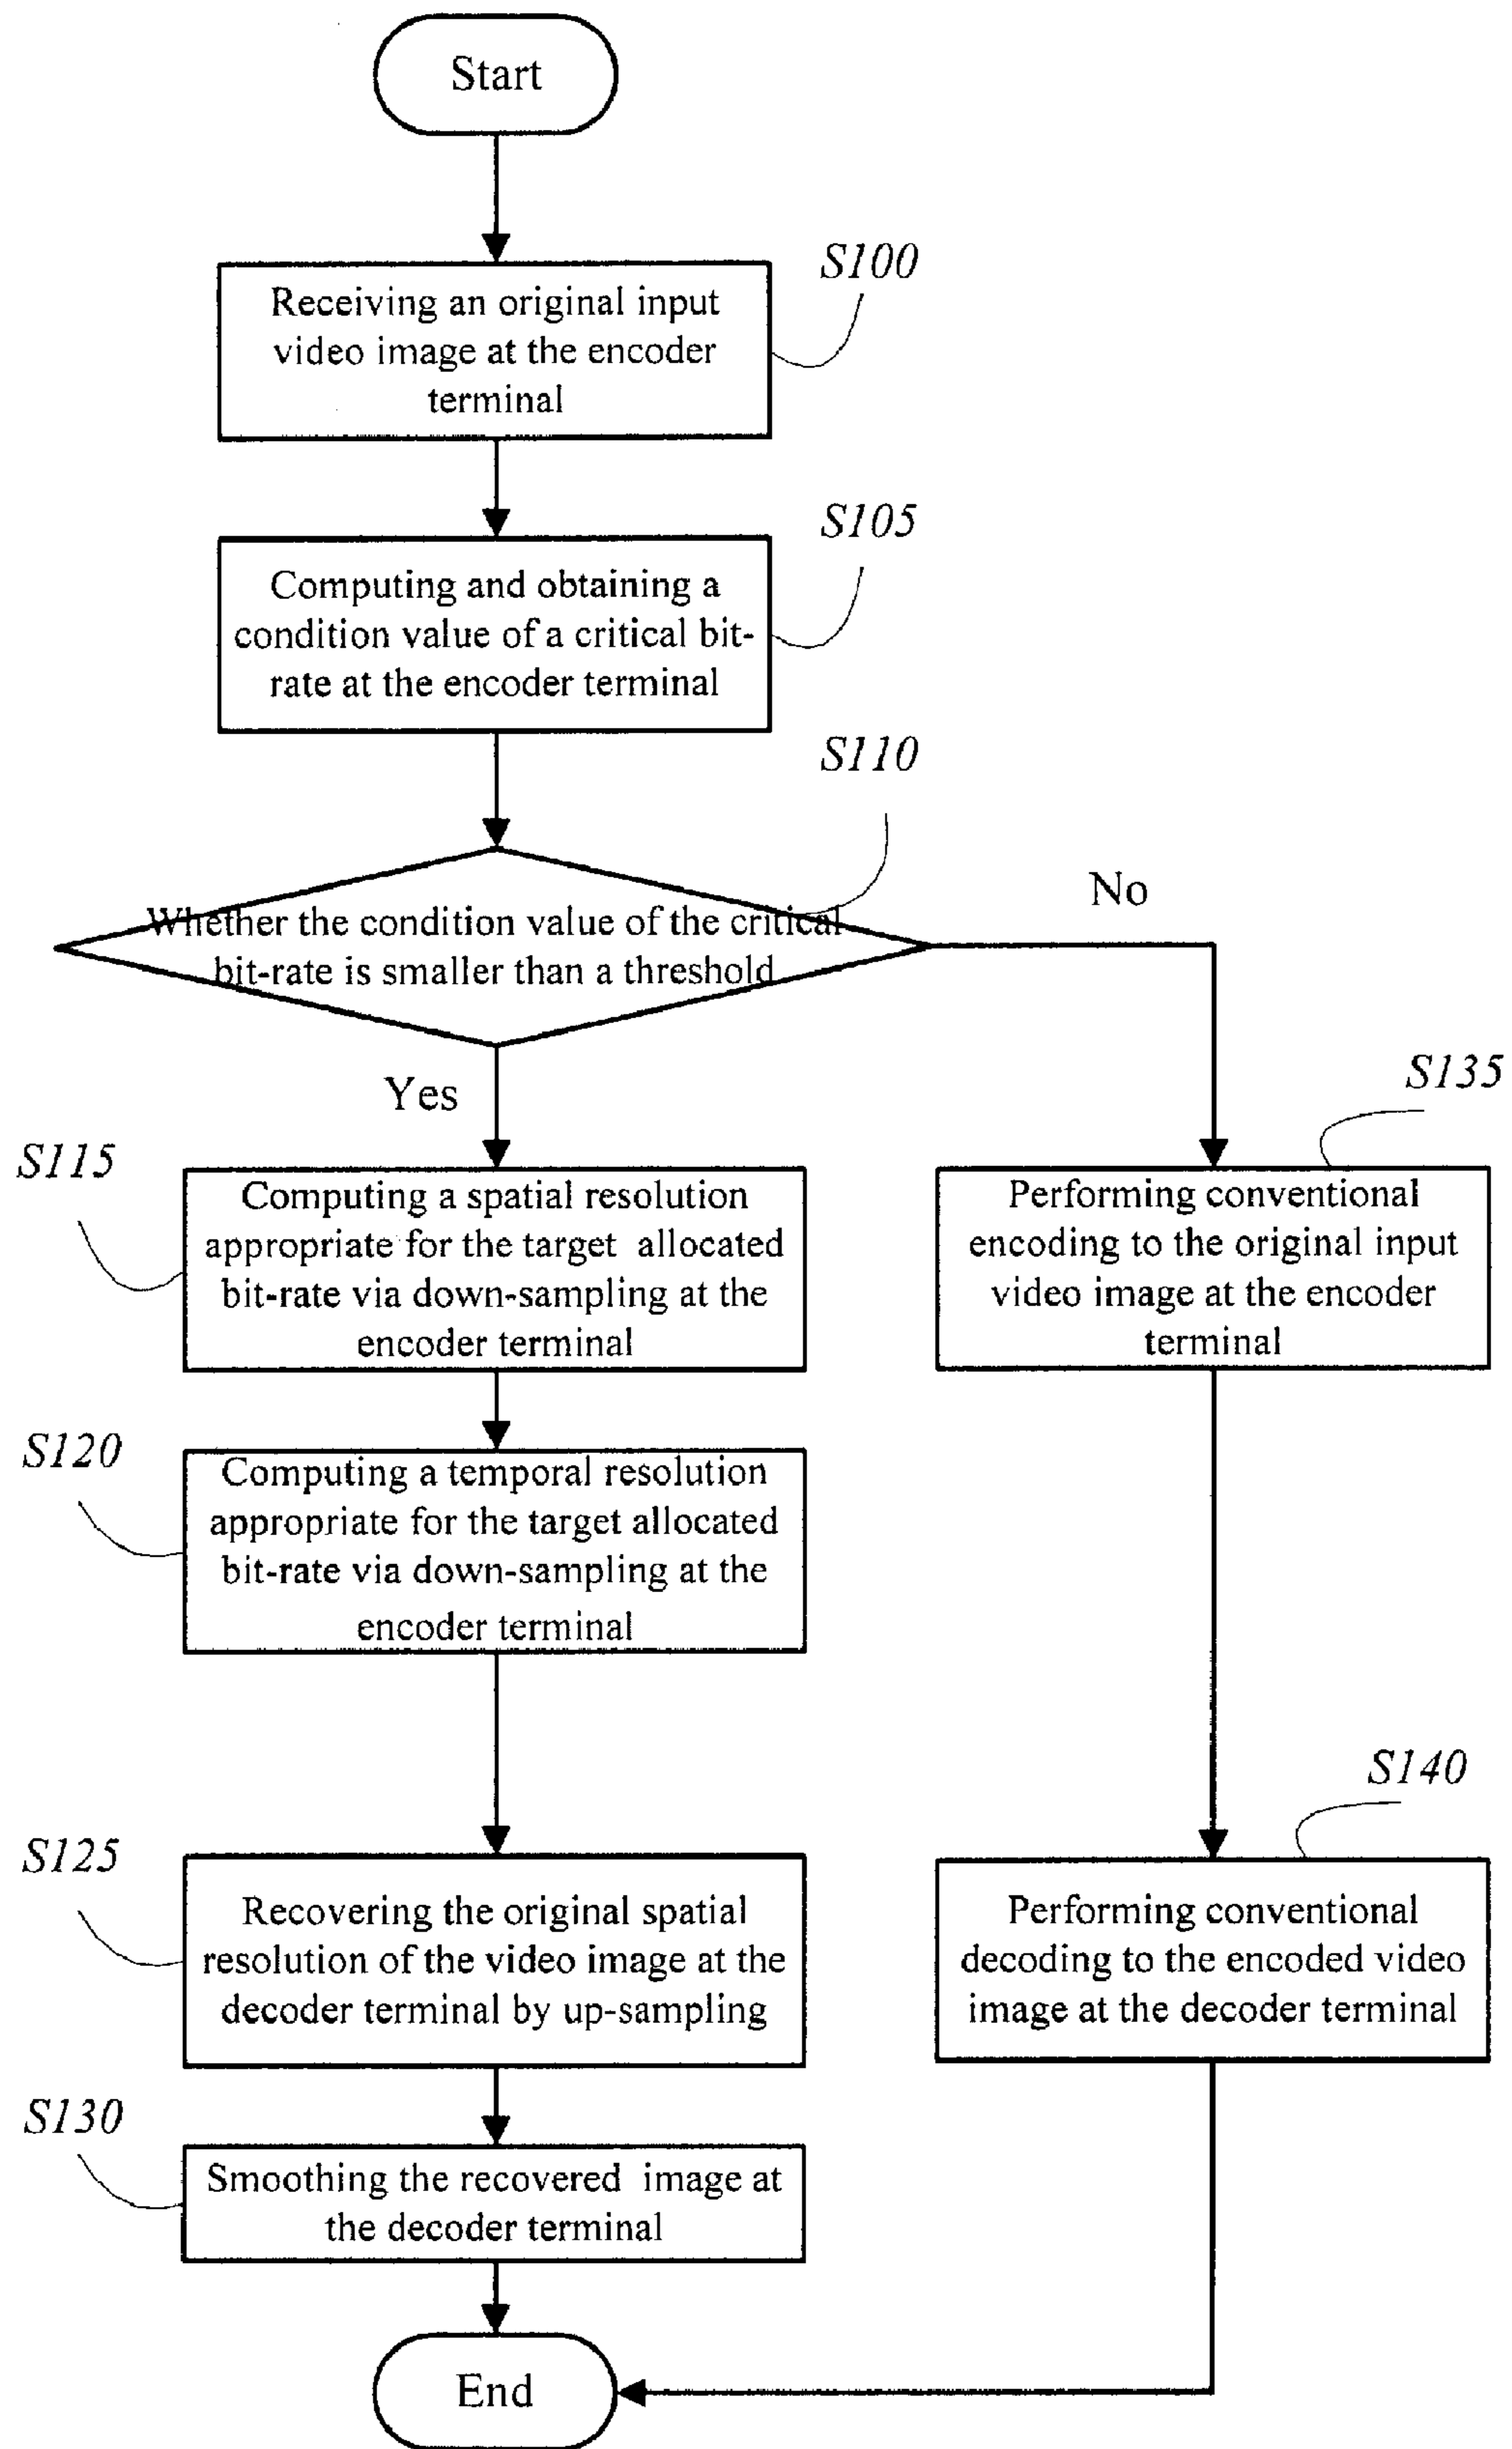 Start
S100
Receiving an original input
video image at the encoder
terminal
S105
Computing and obtaining a
condition value of a critical bit-
rate at the encoder terminal
S110
Whether the condition value of the critical
bit-rate is smaller than a threshold
No
Yes
S135
S115
Computing a spatial resolution
appropriate for the target allocated
bit-rate via down-sampling at the
encoder terminal
Performing conventional
encoding to the original input
video image at the encoder
terminal
S120
Computing a temporal resolution
appropriate for the target allocated
bit-rate via down-sampling at the
encoder terminal
S140
S125
Recovering the original spatial
resolution of the video image at the
decoder terminal by up-sampling
Performing conventional
decoding to the encoded video
image at the decoder terminal
S130
Smoothing the recovered image at
the decoder terminal
End